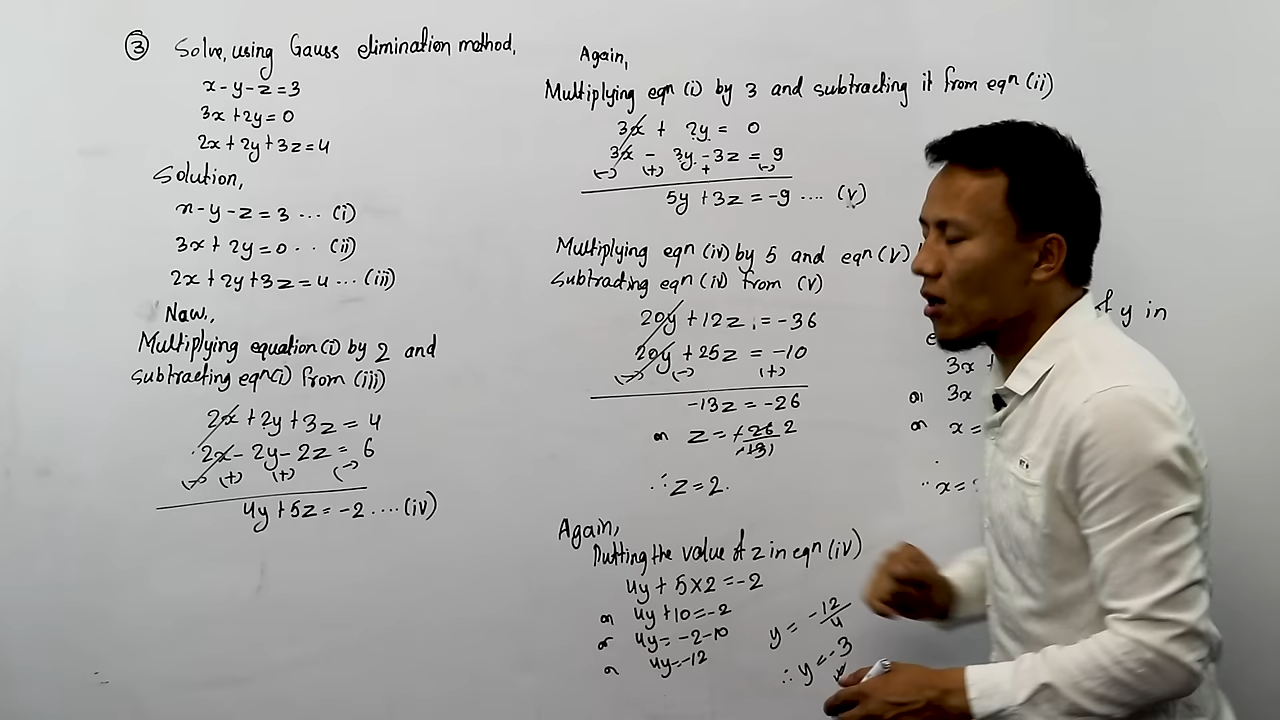 ③ Solve, using Gauss elimination method,
x - y - z = 3
3x + 2y = 0
2x + 2y + 3z = 4
Solution,
x - y - z = 3 ... (i)
3x + 2y = 0 . . (ii)
2x + 2y + 3z = 4 ... (iii)
Now.,
Multiplying equation(i) by 2 and
subtracting eqⁿ(i) from (iii)
2x + 2y + 3z = 4
2x - 2y - 2z = 6
(-) (+) (+) (-)
4y + 5z = -2 .... (iv)
Again,
Multiplying eqⁿ (i) by 3 and subtracting it from eqⁿ (ii)
3x + 2y = 0
3x - 3y - 3z = 9
(-) (+) + (-)
5y + 3z = -9 .... (v)
Multiplying eqⁿ (iv) by 5 and eqⁿ (v)
Subtracting eqⁿ (iv) from (v)
20y + 12z = -36
20y + 25z = -10
(-) (-) (+)
-13z = -26
or z = -26/-13 2
∴ z = 2.
Again,
Putting the value of z in eqⁿ (iv)
4y + 5×2 = -2
or 4y + 10 = -2
or 4y = -2-10
or 4y = -12
y = -12/4
∴ y = -3
of y in
3x +
or 3x
or x =
∴ x =